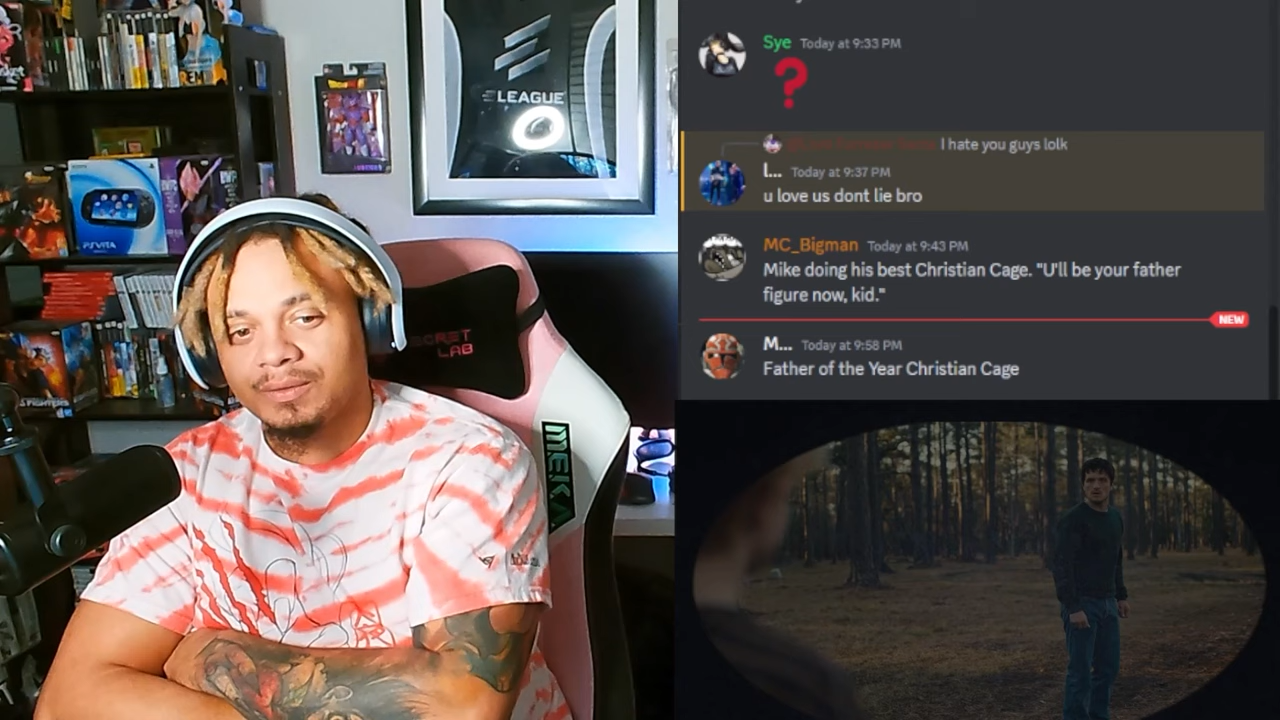 Sye Today at 9:33 PM
I hate you guys lolk
l... Today at 9:37 PM
u love us dont lie bro
MC_Bigman Today at 9:43 PM
Mike doing his best Christian Cage. "U'll be your father
figure now, kid."
NEW
M... Today at 9:58 PM
Father of the Year Christian Cage
ELEAGUE
PSVITA
SECRET
LAB
MEKA